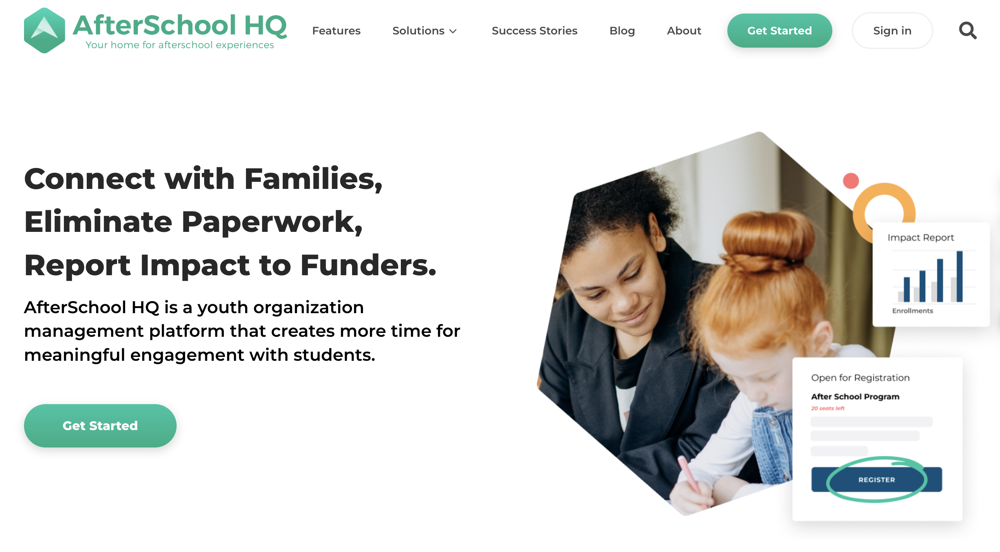 AfterSchool HQ
Your home for afterschool experiences
Features
Solutions
Success Stories
Blog
About
Get Started
Sign in
Connect with Families,
Eliminate Paperwork,
Report Impact to Funders.
AfterSchool HQ is a youth organization
management platform that creates more time for
meaningful engagement with students.
Get Started
Impact Report
Enrollments
Open for Registration
After School Program
20 seats left
REGISTER